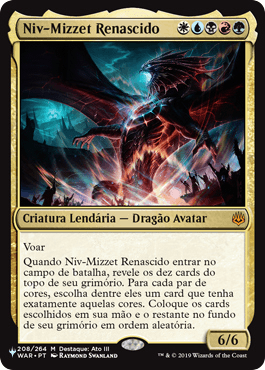 Niv-Mizzet Renascido
Criatura Lendária — Dragão Avatar
Voar
Quando Niv-Mizzet Renascido entrar no
campo de batalha, revele os dez cards do
topo de seu grimório. Para cada par de
cores, escolha dentre eles um card que tenha
exatamente aquelas cores. Coloque os cards
escolhidos em sua mão e o restante no fundo
de seu grimório em ordem aleatória.
6/6
208/264 M Destaque: Ato III
WAR • PT RAYMOND SWANLAND
™ & © 2019 Wizards of the Coast